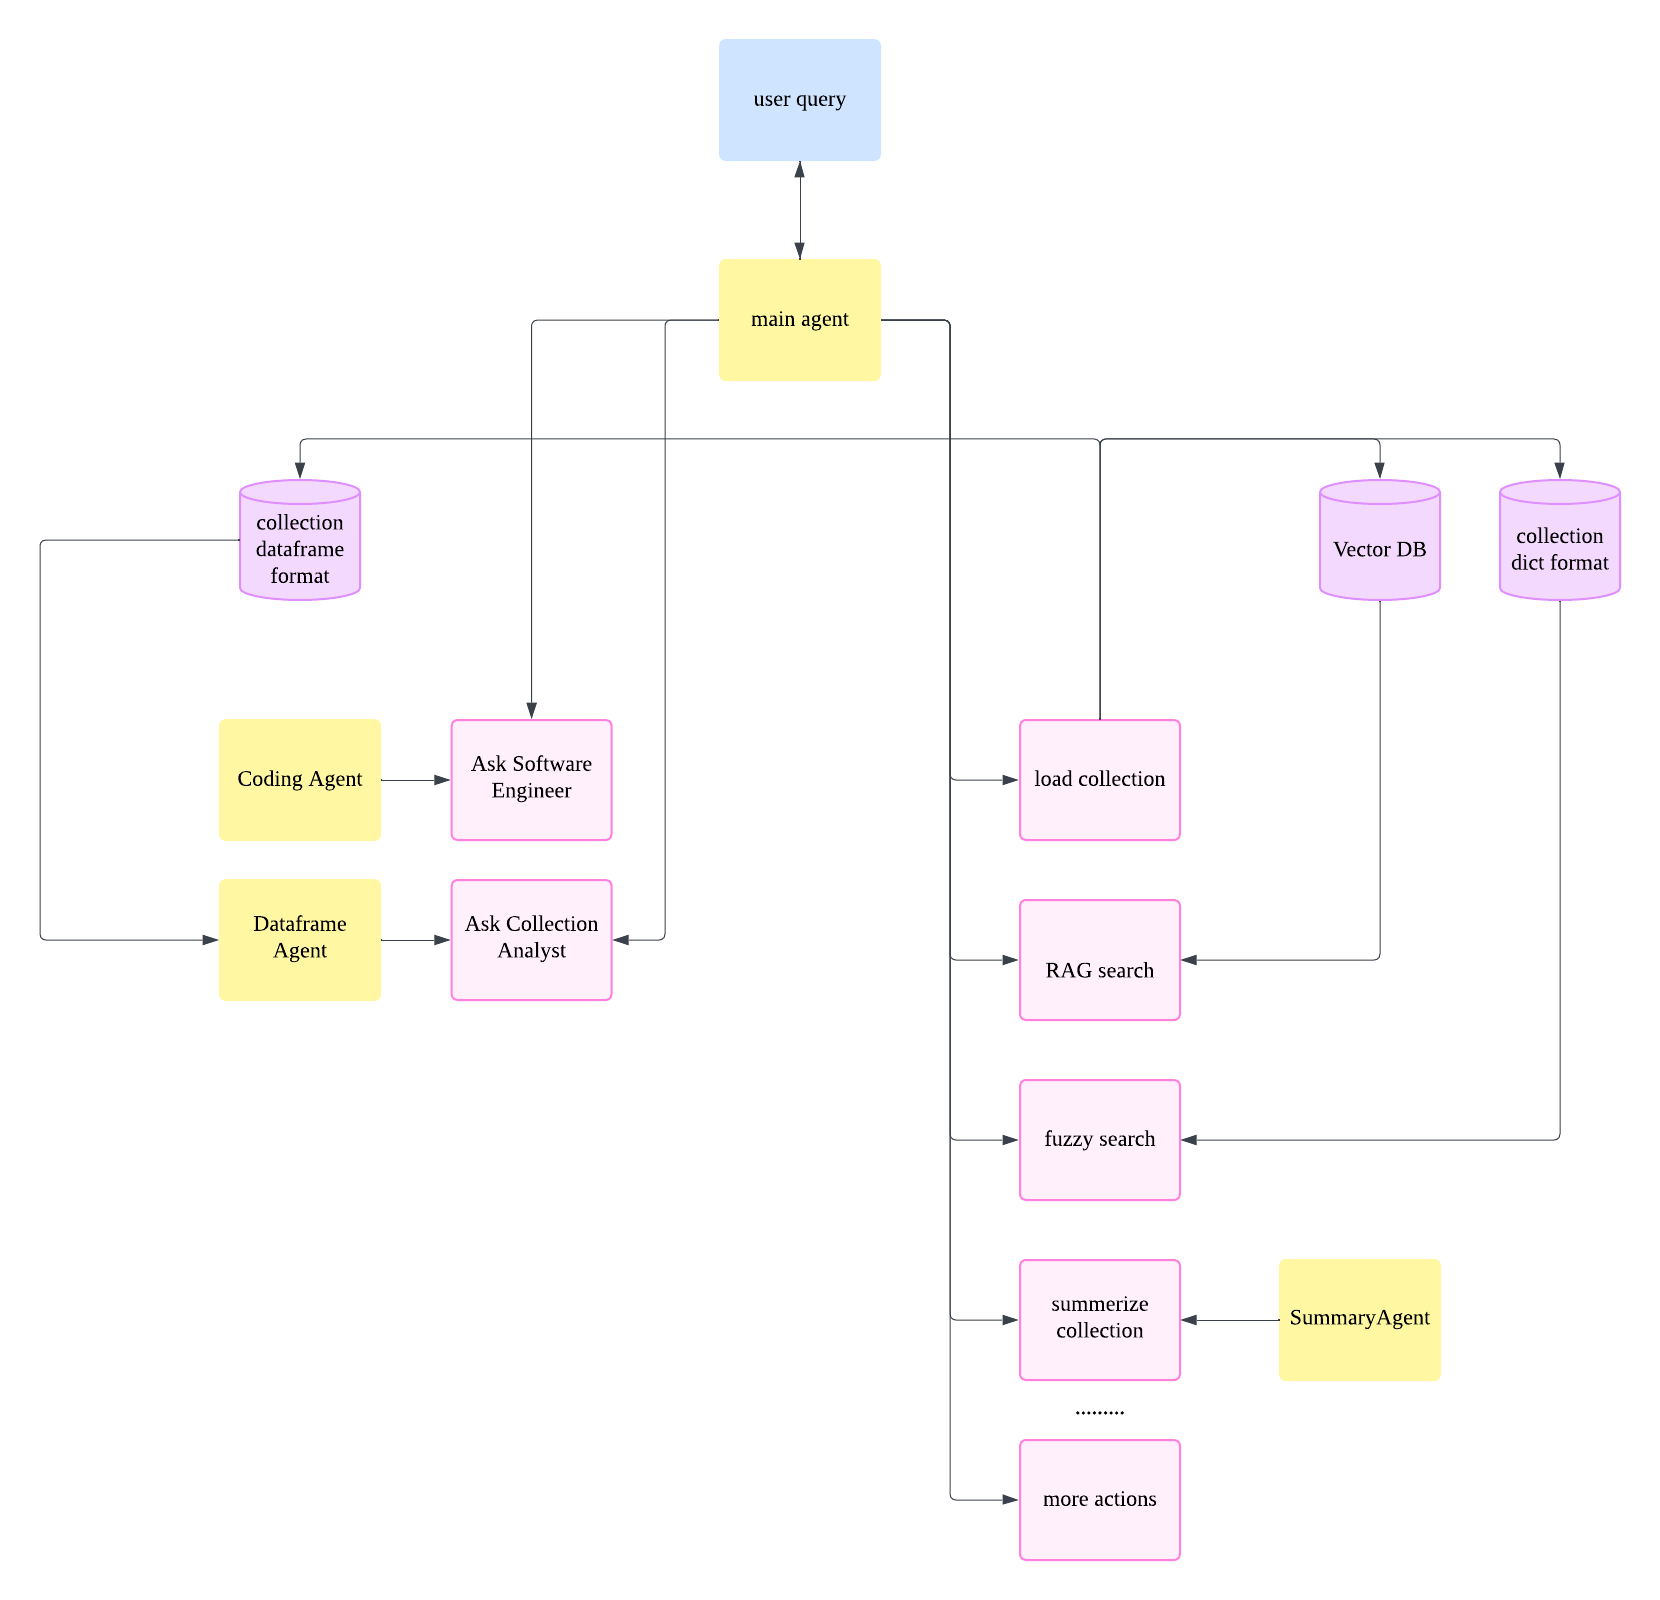 user query
main agent
collection
dataframe
format
Vector DB
collection
dict format
Coding Agent
Ask Software
Engineer
load collection
Dataframe
Agent
Ask Collection
Analyst
RAG search
fuzzy search
summerize
collection
SummaryAgent
.........
more actions